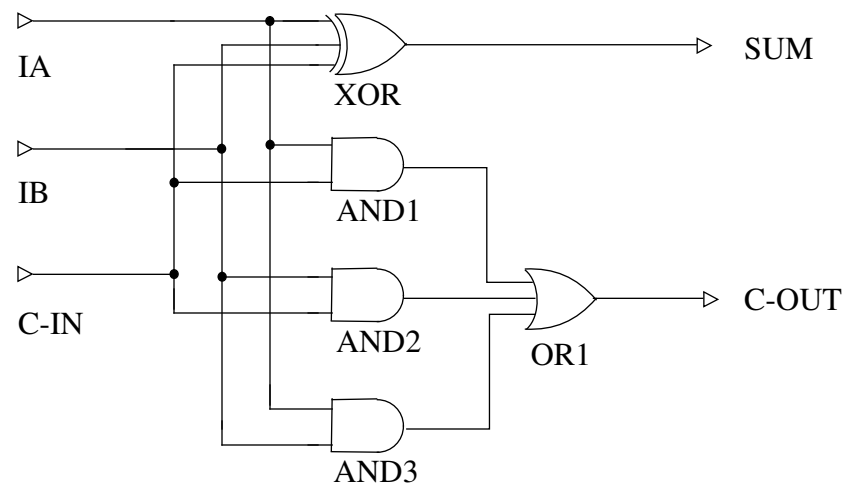 IA
XOR
SUM
IB
AND1
C-IN
AND2
OR1
C-OUT
AND3